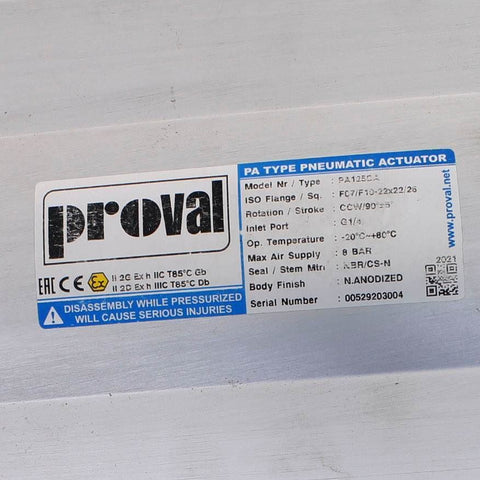 proval
EAC CE Ex II 2G Ex h IIC T85°C Gb
II 2D Ex h IIIC T85°C Db
DISASSEMBLY WHILE PRESSURIZED
WILL CAUSE SERIOUS INJURIES
PA TYPE PNEUMATIC ACTUATOR
Model Nr / Type : PA125DA
ISO Flange / Sq. : F07/F10-22x22/26
Rotation / Stroke : CCW/90°±5°
Inlet Port : G1/4
Op. Temperature : -20°C~+80°C
Max Air Supply : 8 BAR
Seal / Stem Mtrl : NBR/CS-N
Body Finish : N.ANODIZED
Serial Number : 00529203004
www.proval.net
2021